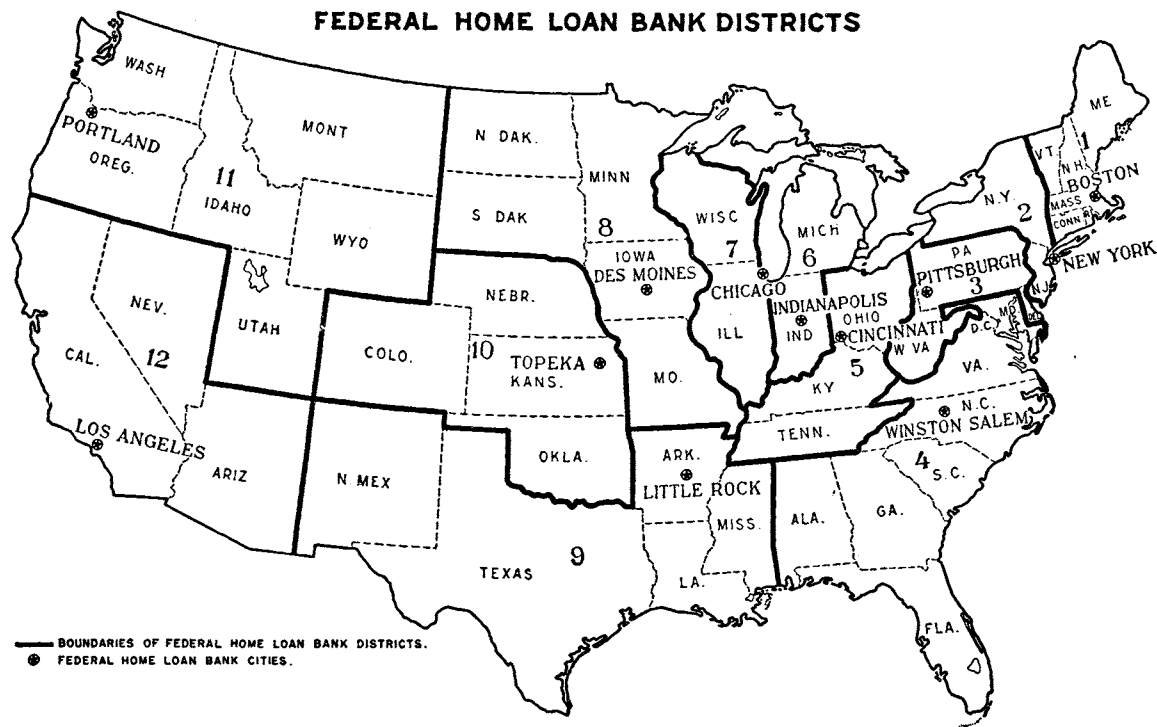 FEDERAL HOME LOAN BANK DISTRICTS
WASH
PORTLAND
OREG.
11
IDAHO
MONT
WYO
N DAK.
S DAK
MINN
8
IOWA
DES MOINES
WISC
7
MICH
6
CHICAGO
ILL
INDIANAPOLIS
IND
OHIO
CINCINNATI
5
KY
W VA
PA
PITTSBURGH
3
N.Y.
2
NEW YORK
N.J.
VT.
N.H.
1
ME
BOSTON
MASS
CONN
R
DEL
MD.
D.C.
VA.
NEV.
12
CAL.
LOS ANGELES
UTAH
ARIZ
COLO.
N MEX
NEBR.
10
TOPEKA
KANS.
MO.
OKLA.
ARK.
LITTLE ROCK
TENN.
N.C.
WINSTON SALEM
4
S.C.
MISS.
ALA.
GA.
FLA.
LA.
TEXAS
9
BOUNDARIES OF FEDERAL HOME LOAN BANK DISTRICTS.
FEDERAL HOME LOAN BANK CITIES.